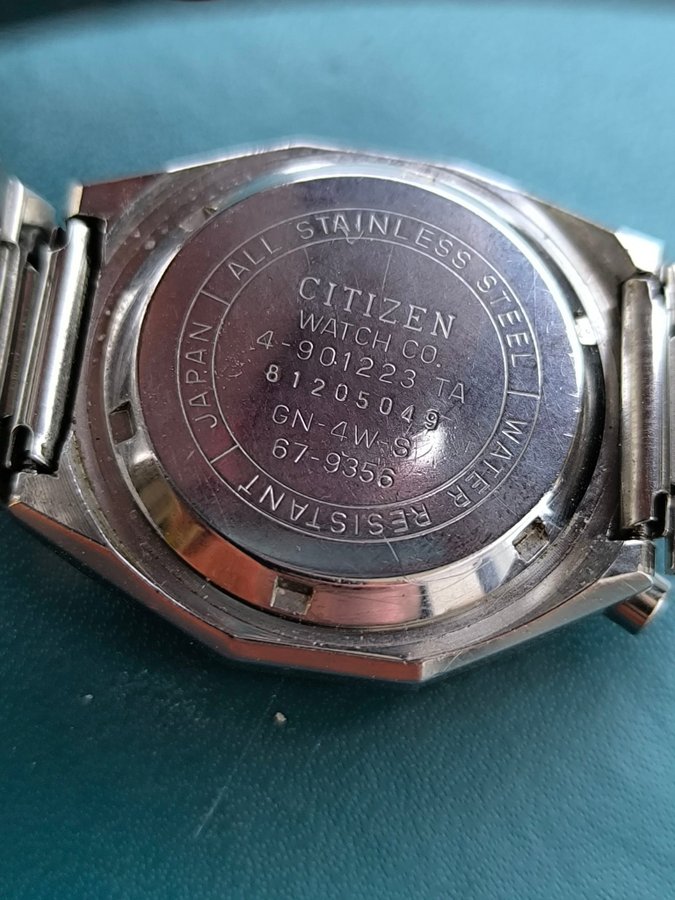 JAPAN | ALL STAINLESS STEEL | WATER RESISTANT |
CITIZEN
WATCH CO.
4-901223 TA
81205049
GN-4W-S
67-9356